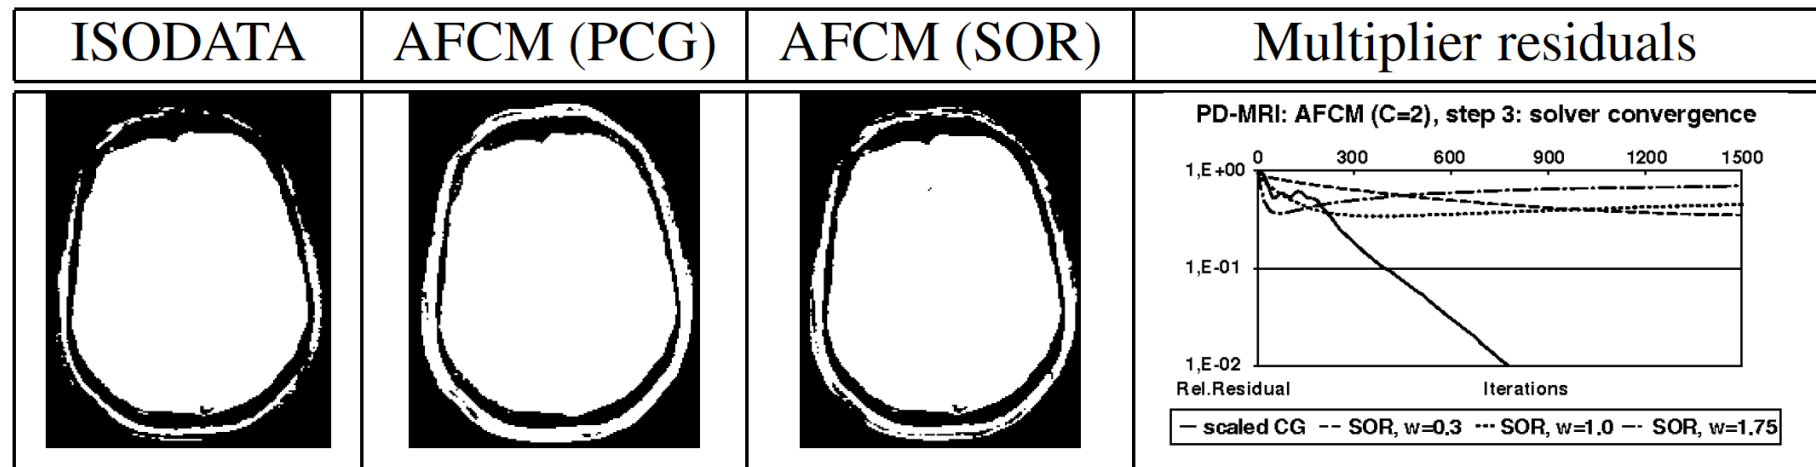 ISODATA AFCM (PCG) AFCM (SOR) Multiplier residuals
PD-MRI: AFCM (C=2), step 3: solver convergence
0 300 600 900 1200 1500
1,E+00
1,E-01
1,E-02
Rel.Residual Iterations
scaled CG SOR, w=0.3 SOR, w=1.0 SOR, w=1.75